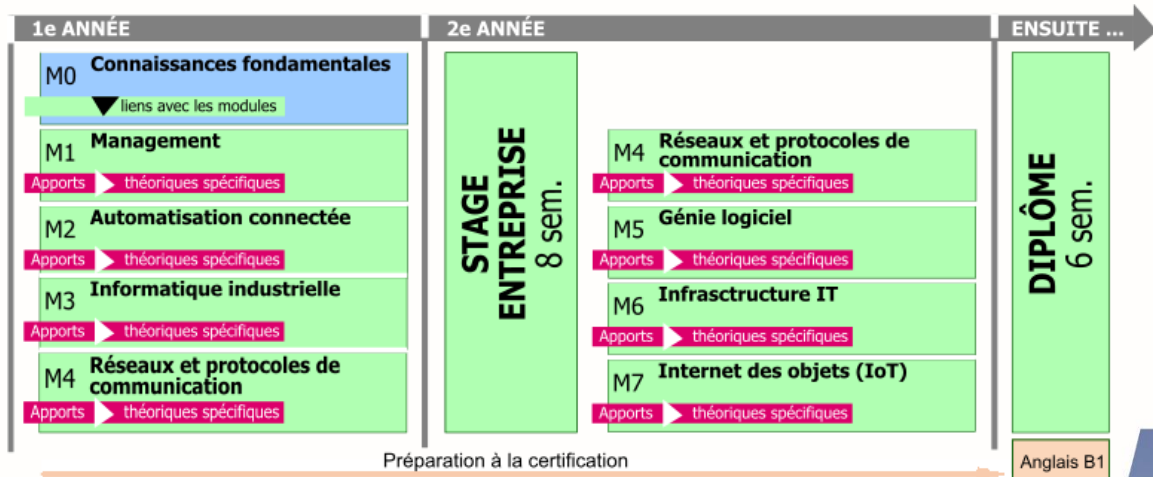 1e ANNÉE
2e ANNÉE
ENSUITE ...
M0 Connaissances fondamentales
liens avec les modules
M1 Management
Apports théoriques spécifiques
M2 Automatisation connectée
Apports théoriques spécifiques
M3 Informatique industrielle
Apports théoriques spécifiques
M4 Réseaux et protocoles de
communication
Apports théoriques spécifiques
STAGE
ENTREPRISE
8 sem.
M4 Réseaux et protocoles de
communication
Apports théoriques spécifiques
M5 Génie logiciel
Apports théoriques spécifiques
M6 Infrasctructure IT
Apports théoriques spécifiques
M7 Internet des objets (IoT)
Apports théoriques spécifiques
DIPLÔME
6 sem.
Préparation à la certification
Anglais B1